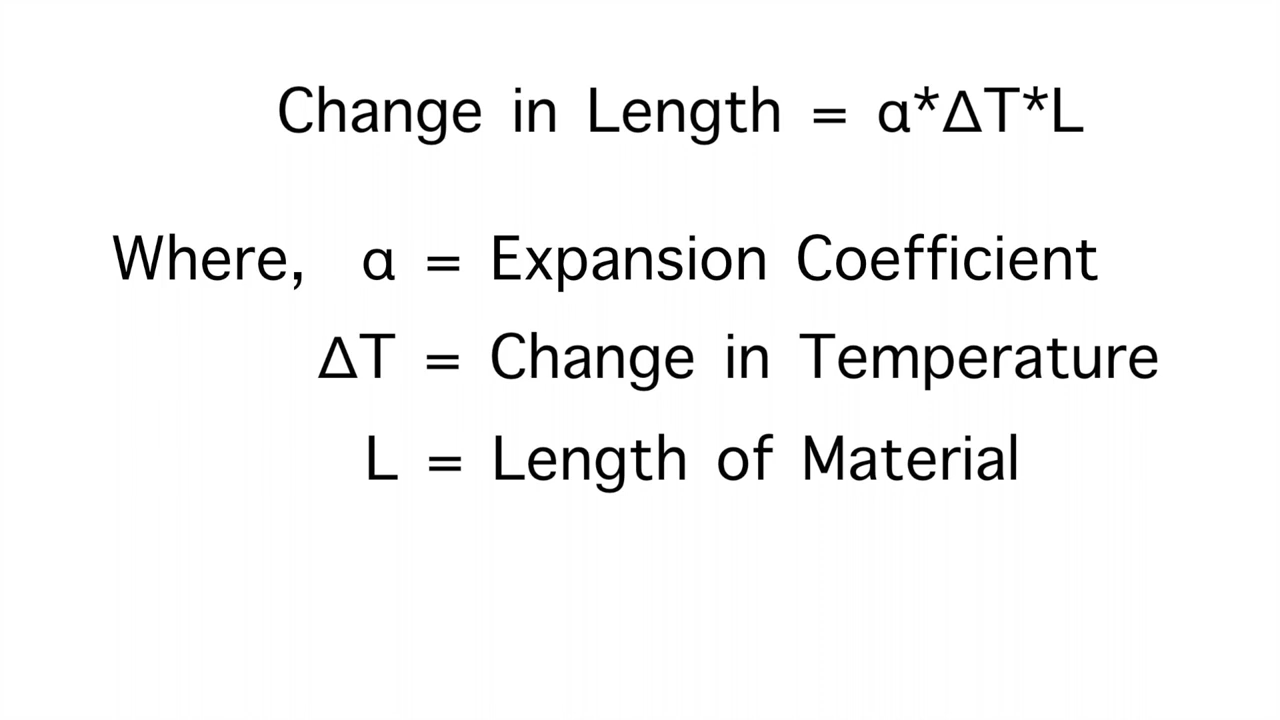 Change in Length = α*ΔT*L
Where, α = Expansion Coefficient
ΔT = Change in Temperature
L = Length of Material